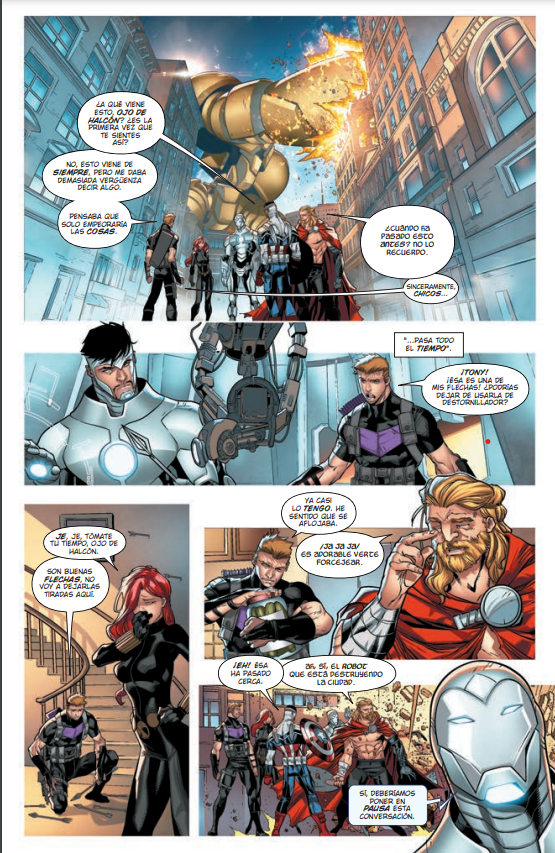 ¿A QUÉ VIENE
ESTO, OJO DE
HALCÓN? ¿ES LA
PRIMERA VEZ QUE
TE SIENTES
ASÍ?
NO, ESTO VIENE DE
SIEMPRE, PERO ME DABA
DEMASIADA VERGÜENZA
DECIR ALGO.
PENSABA QUE
SOLO EMPEORARÍA
LAS COSAS.
¿CUÁNDO HA
PASADO ESTO
ANTES? NO LO
RECUERDO.
SINCERAMENTE,
CHICOS...
"...PASA TODO
EL TIEMPO".
¡TONY!
¡ESA ES UNA DE
MIS FLECHAS! ¿PODRÍAS
DEJAR DE USARLA DE
DESTORNILLADOR?
JE, JE, TÓMATE
TU TIEMPO, OJO DE
HALCÓN.
SON BUENAS
FLECHAS, NO
VOY A DEJARLAS
TIRADAS AQUÍ.
YA CASI
LO TENGO. HE
SENTIDO QUE SE
AFLOJABA.
¡JA JA JA!
ES ADORABLE VERTE
FORCEJEAR.
¡EH! ESA
HA PASADO
CERCA.
AH, SÍ, EL ROBOT
QUE ESTÁ DESTRUYENDO
LA CIUDAD.
SÍ, DEBERÍAMOS
PONER EN
PAUSA ESTA
CONVERSACIÓN.